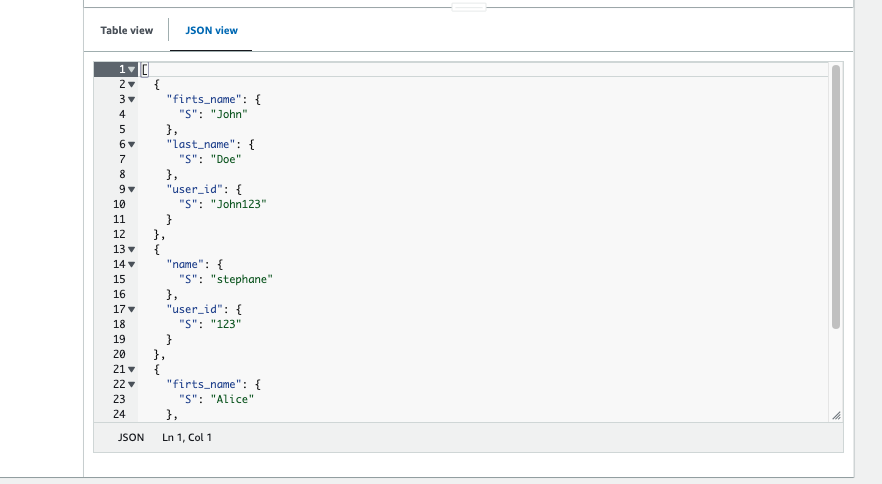 Table view JSON view
1 [
2 {
3 "firts_name": {
4 "S": "John"
5 },
6 "last_name": {
7 "S": "Doe"
8 },
9 "user_id": {
10 "S": "John123"
11 }
12 },
13 {
14 "name": {
15 "S": "stephane"
16 },
17 "user_id": {
18 "S": "123"
19 }
20 },
21 {
22 "firts_name": {
23 "S": "Alice"
24 },
JSON Ln 1, Col 1